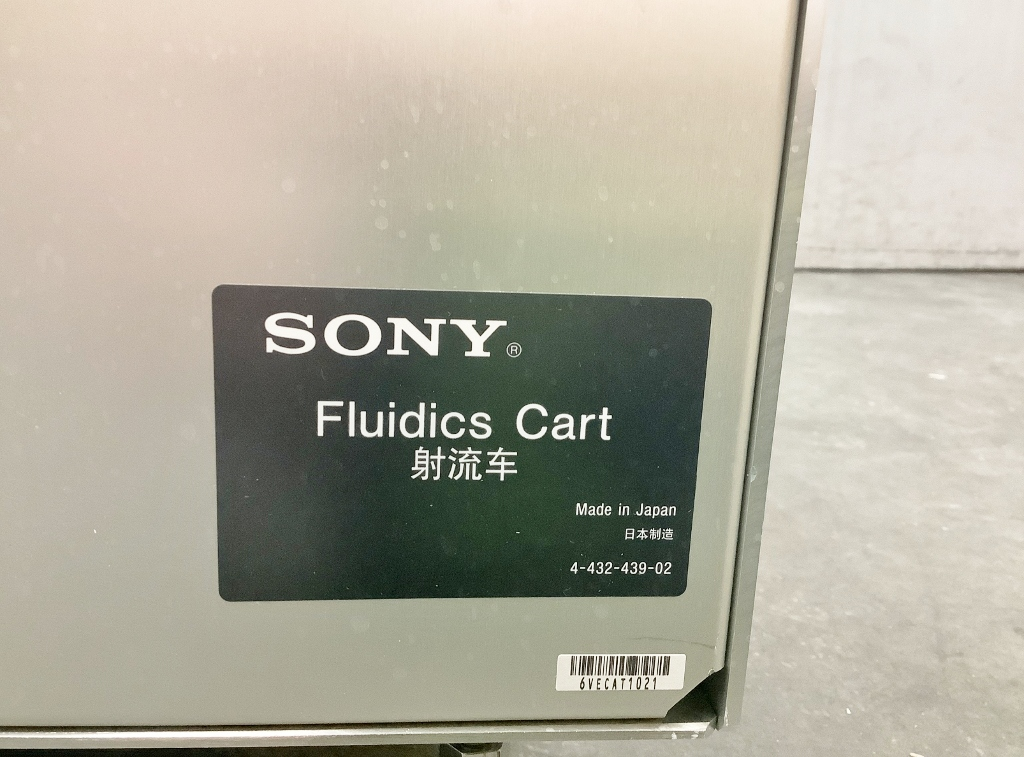 SONY®
Fluidics Cart
射流车
Made in Japan
日本制造
4-432-439-02
6VECAT1021